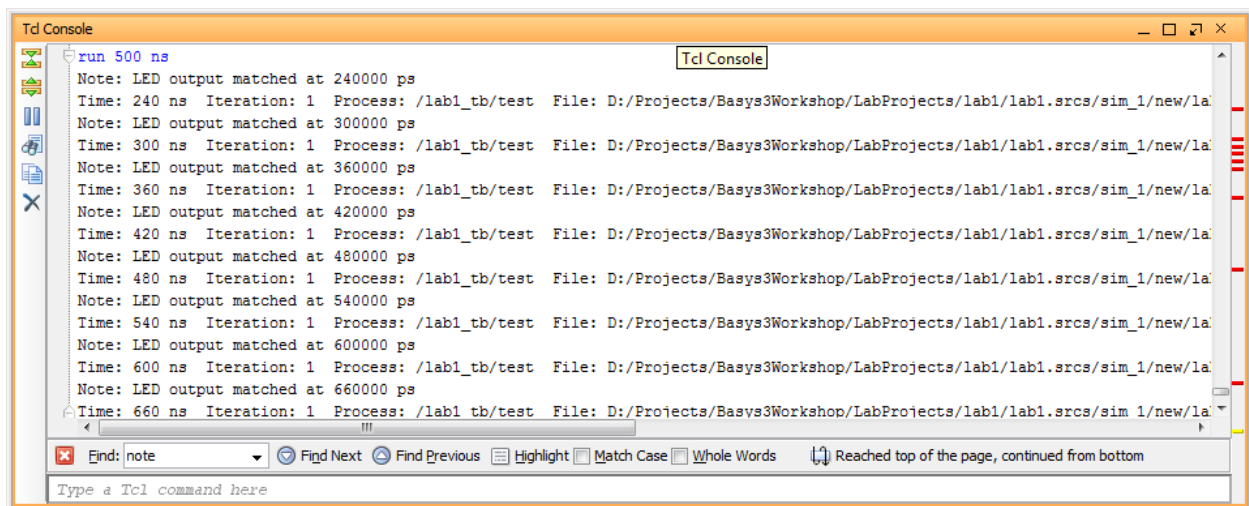 Tcl Console
run 500 ns
Tcl Console
Note: LED output matched at 240000 ps
Time: 240 ns  Iteration: 1  Process: /lab1_tb/test  File: D:/Projects/Basys3Workshop/LabProjects/lab1/lab1.srcs/sim_1/new/la
Note: LED output matched at 300000 ps
Time: 300 ns  Iteration: 1  Process: /lab1_tb/test  File: D:/Projects/Basys3Workshop/LabProjects/lab1/lab1.srcs/sim_1/new/la
Note: LED output matched at 360000 ps
Time: 360 ns  Iteration: 1  Process: /lab1_tb/test  File: D:/Projects/Basys3Workshop/LabProjects/lab1/lab1.srcs/sim_1/new/la
Note: LED output matched at 420000 ps
Time: 420 ns  Iteration: 1  Process: /lab1_tb/test  File: D:/Projects/Basys3Workshop/LabProjects/lab1/lab1.srcs/sim_1/new/la
Note: LED output matched at 480000 ps
Time: 480 ns  Iteration: 1  Process: /lab1_tb/test  File: D:/Projects/Basys3Workshop/LabProjects/lab1/lab1.srcs/sim_1/new/la
Note: LED output matched at 540000 ps
Time: 540 ns  Iteration: 1  Process: /lab1_tb/test  File: D:/Projects/Basys3Workshop/LabProjects/lab1/lab1.srcs/sim_1/new/la
Note: LED output matched at 600000 ps
Time: 600 ns  Iteration: 1  Process: /lab1_tb/test  File: D:/Projects/Basys3Workshop/LabProjects/lab1/lab1.srcs/sim_1/new/la
Note: LED output matched at 660000 ps
Time: 660 ns  Iteration: 1  Process: /lab1_tb/test  File: D:/Projects/Basys3Workshop/LabProjects/lab1/lab1.srcs/sim_1/new/la
Find: note  Find Next  Find Previous  Highlight  Match Case  Whole Words  Reached top of the page, continued from bottom
Type a Tcl command here